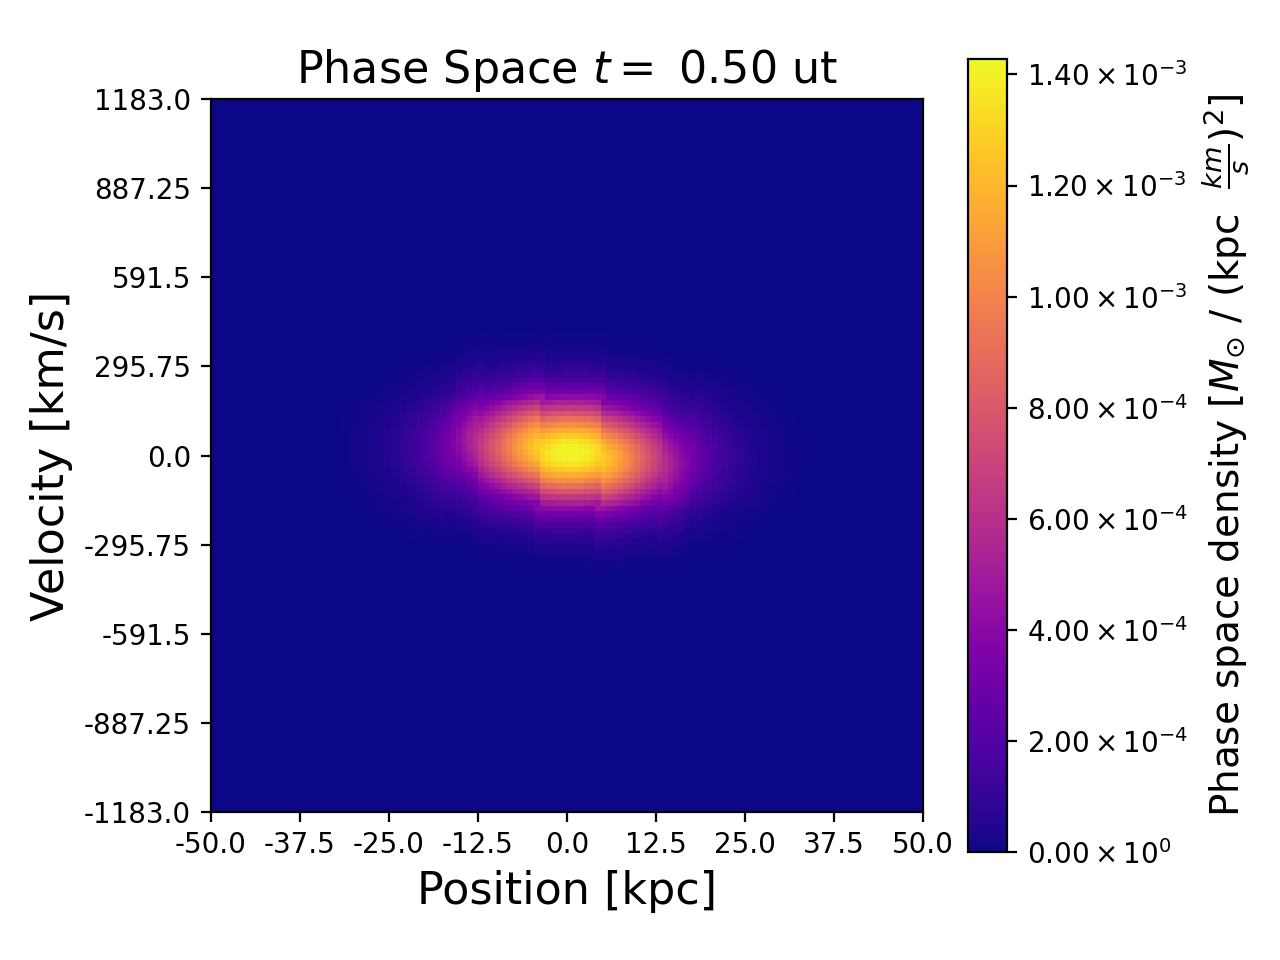 Phase Space t = 0.50 ut
1183.0
887.25
591.5
295.75
0.0
-295.75
-591.5
-887.25
-1183.0
Velocity [km/s]
-50.0 -37.5 -25.0 -12.5 0.0 12.5 25.0 37.5 50.0
Position [kpc]
1.40 × 10⁻³
1.20 × 10⁻³
1.00 × 10⁻³
8.00 × 10⁻⁴
6.00 × 10⁻⁴
4.00 × 10⁻⁴
2.00 × 10⁻⁴
0.00 × 10⁰
Phase space density [M☉ / (kpc km/s)²]